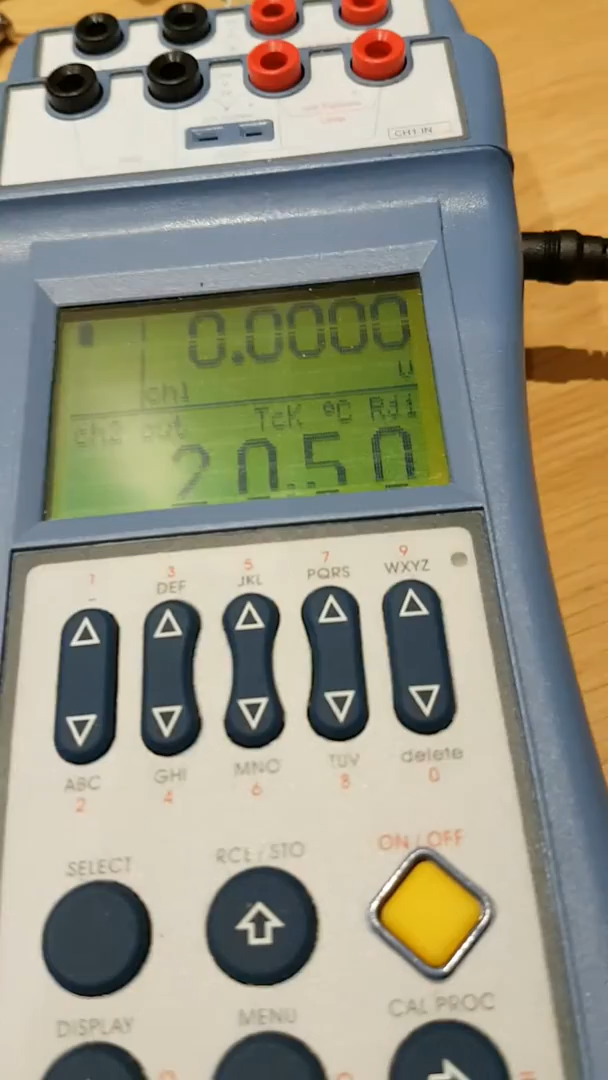 CH1 IN
0.0000
ch1
ch2 out TcK ºC Rdi
20.50
1 3 5 7 9
DEF JKL PQRS WXYZ
ABC GHI MNO TUV delete
2 4 6 8 0
SELECT RCL / STO ON / OFF
DISPLAY MENU CAL PROC